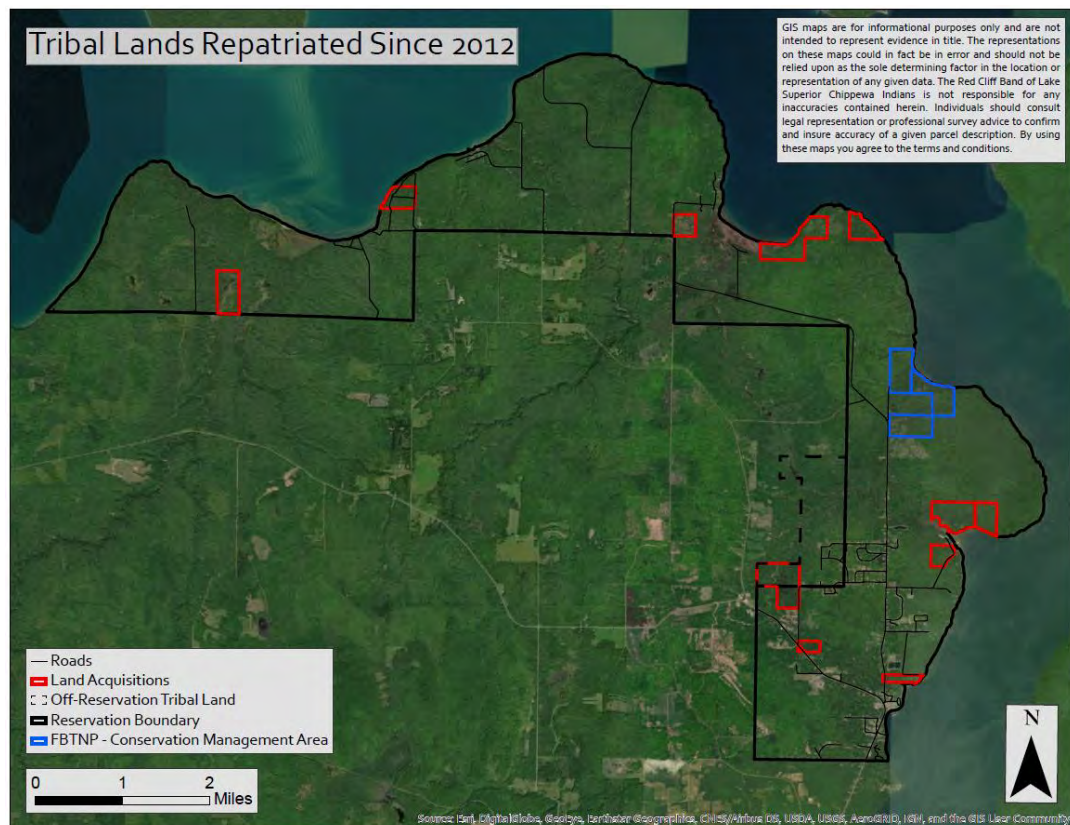 Tribal Lands Repatriated Since 2012
GIS maps are for informational purposes only and are not
intended to represent evidence in title. The representations
on these maps could in fact be in error and should not be
relied upon as the sole determining factor in the location or
representation of any given data. The Red Cliff Band of Lake
Superior Chippewa Indians is not responsible for any
inaccuracies contained herein. Individuals should consult
legal representation or professional survey advice to confirm
and insure accuracy of a given parcel description. By using
these maps you agree to the terms and conditions.
Roads
Land Acquisitions
Off-Reservation Tribal Land
Reservation Boundary
FBTNP - Conservation Management Area
0 1 2
Miles
N
Source: Esri, DigitalGlobe, GeoEye, Earthstar Geographics, CNES/Airbus DS, USDA, USGS, AeroGRID, IGN, and the GIS User Community